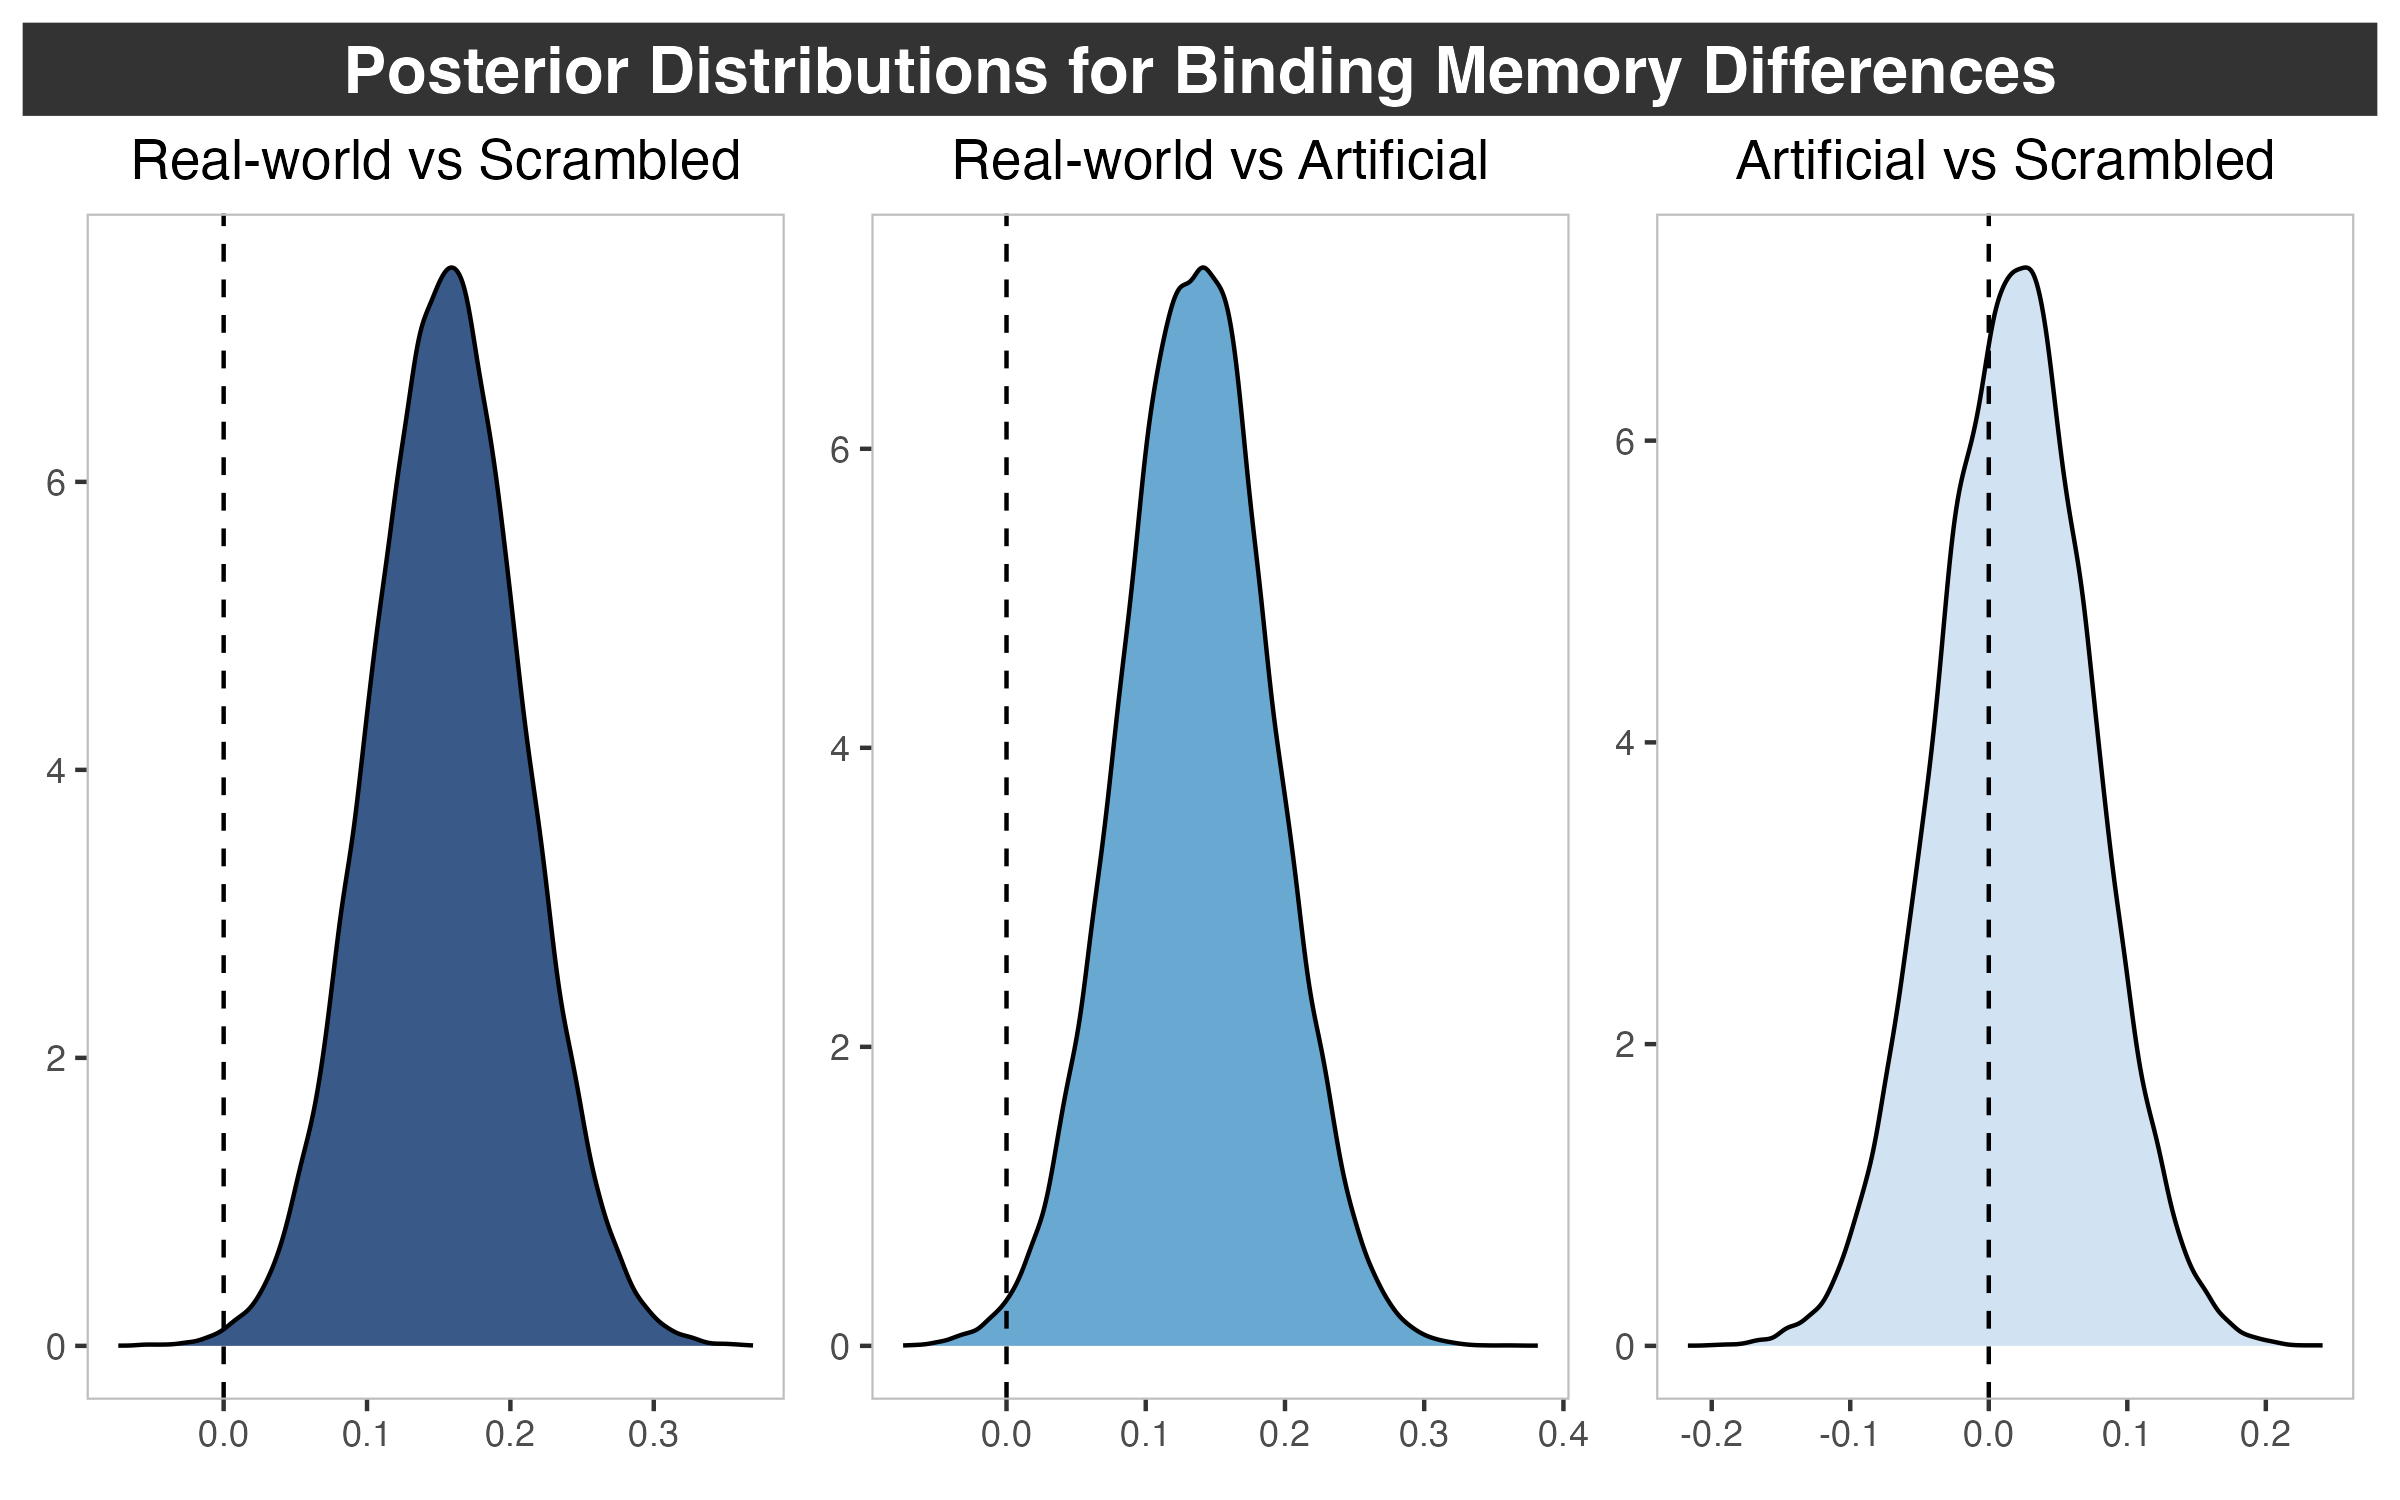 Posterior Distributions for Binding Memory Differences
Real-world vs Scrambled
6
4
2
0
0.0 0.1 0.2 0.3
Real-world vs Artificial
6
4
2
0
0.0 0.1 0.2 0.3 0.4
Artificial vs Scrambled
6
4
2
0
-0.2 -0.1 0.0 0.1 0.2